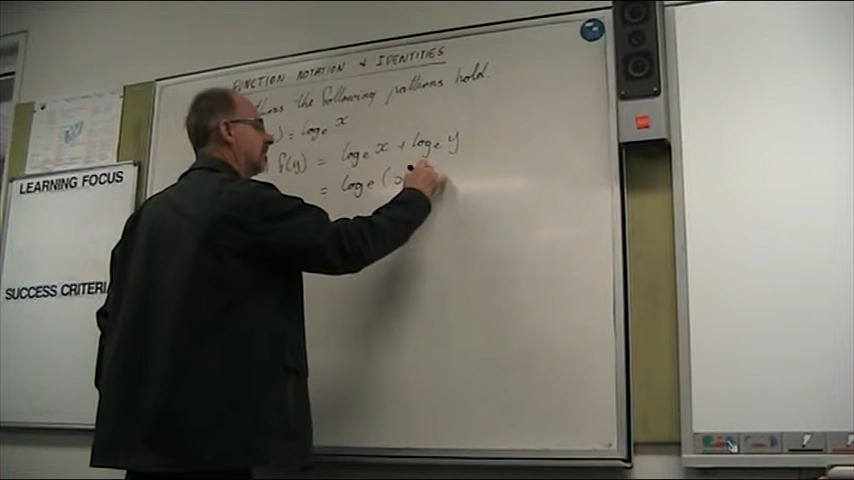 FUNCTION NOTATION & IDENTITIES
the following patterns hold.
) = logₑ x
f(y) = logₑ x + logₑ y
= logₑ (x
LEARNING FOCUS
SUCCESS CRITERI